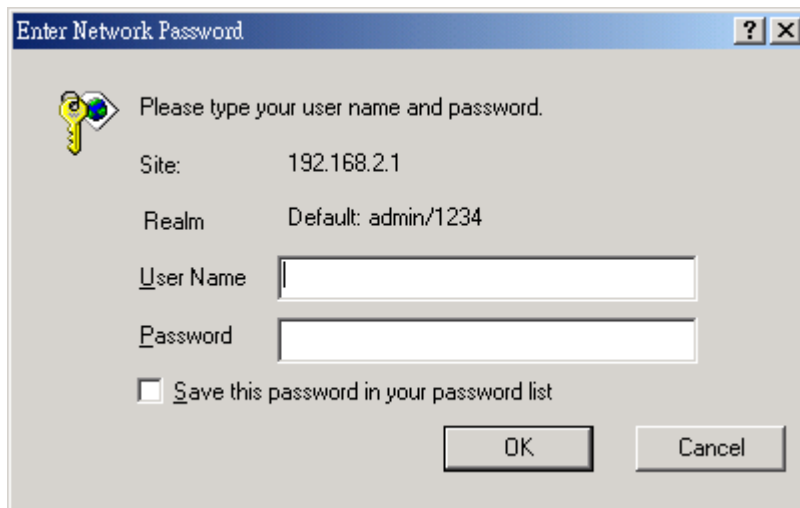 Enter Network Password
Please type your user name and password.
Site: 192.168.2.1
Realm Default: admin/1234
User Name
Password
Save this password in your password list
OK Cancel